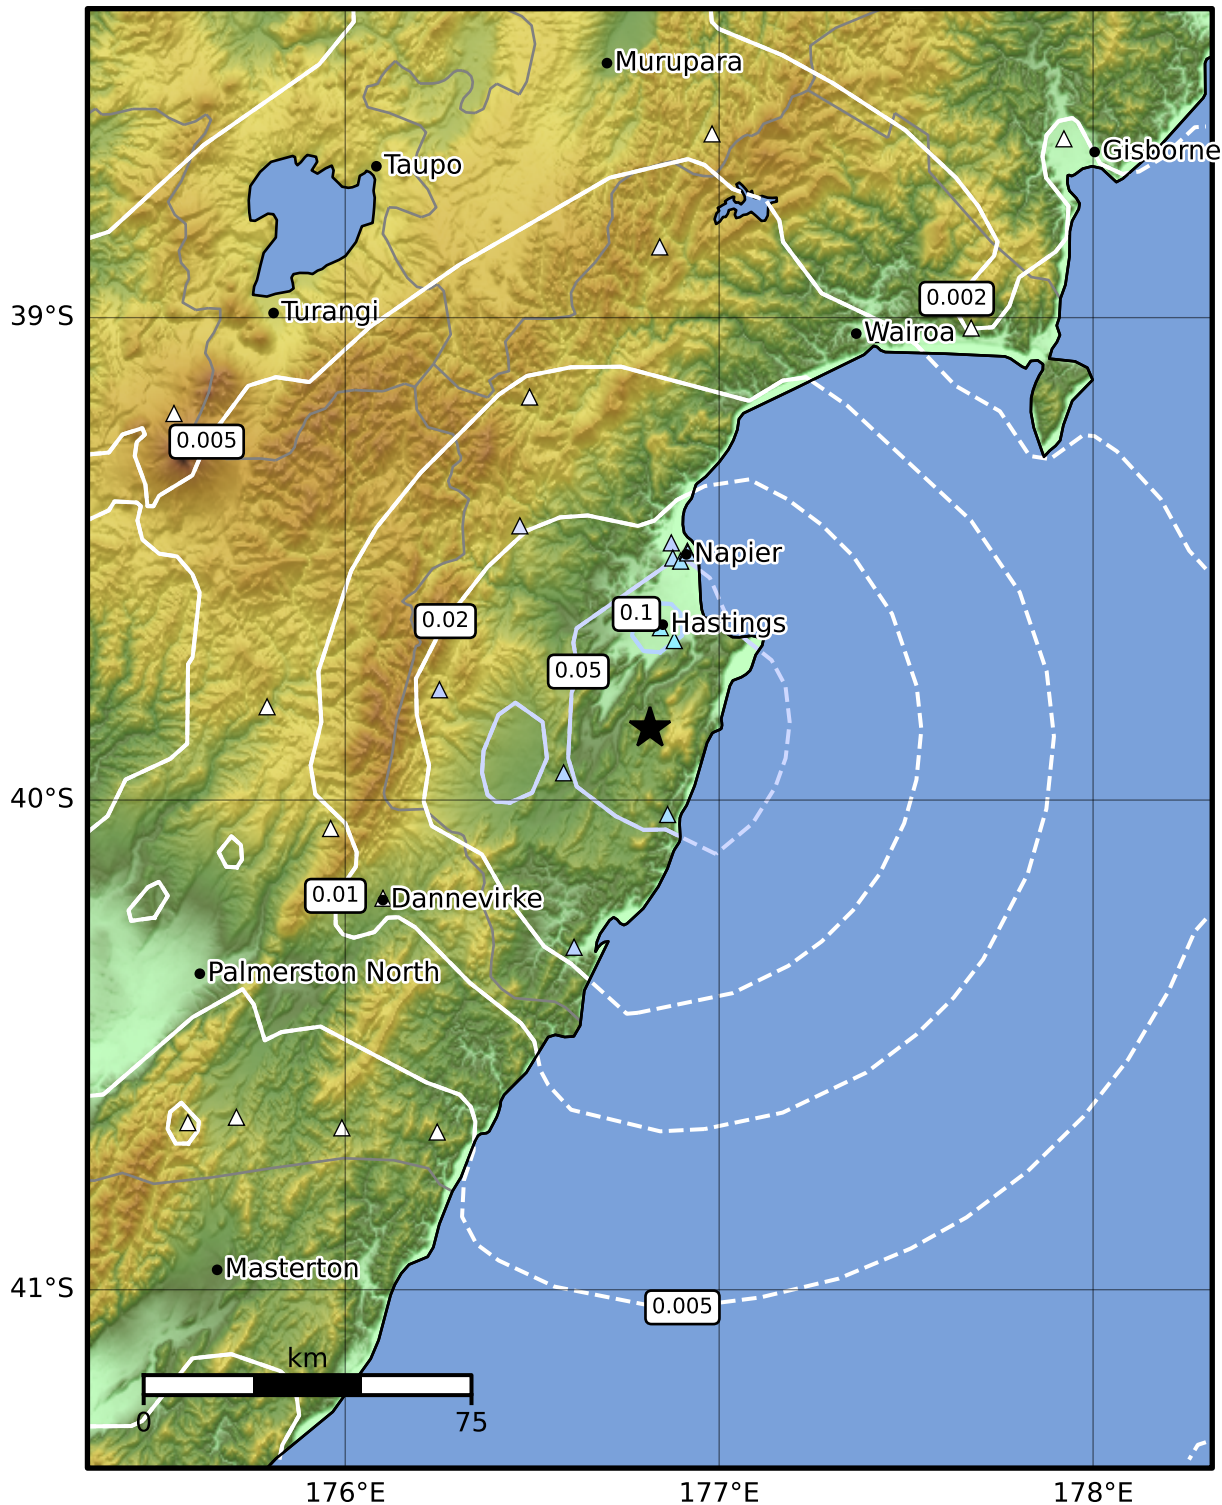 Murupara
Gisborne
Taupo
0.002
Turangi
39°S
Wairoa
0.005
Napier
0.1
Hastings
0.02
0.05
40°S
0.01
Dannevirke
Palmerston North
Masterton
41°S
0.005
km
0
75
176°E
177°E
178°E